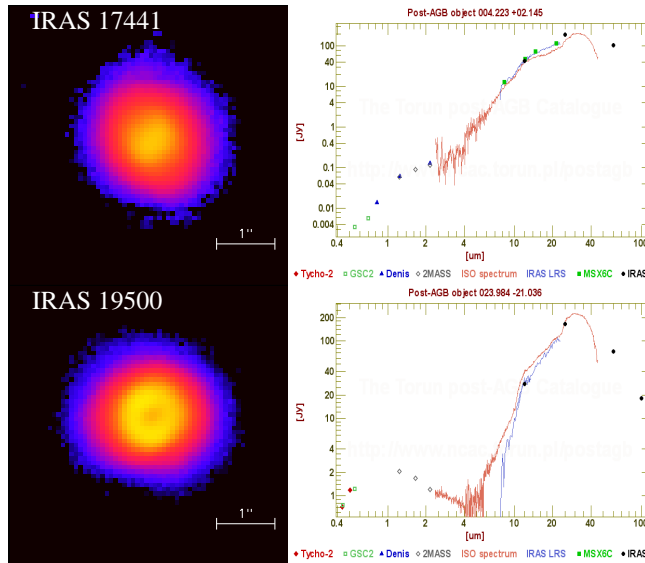 IRAS 17441
1''
Post-AGB object 004.223 +02.145
[JY]
100
40
10
4
1
0.4
0.1
0.04
0.01
0.004
The Torun post-AGB Catalogue
http://www.ncac.torun.pl/postagb
0.4 1 2 4 10 20 40 100
[um]
Tycho-2 GSC2 Denis 2MASS ISO spectrum IRAS LRS MSX6C IRAS
IRAS 19500
1''
Post-AGB object 023.984 -21.036
[JY]
200
100
40
20
10
4
2
1
The Torun post-AGB Catalogue
http://www.ncac.torun.pl/postagb
0.4 1 2 4 10 20 40 100
[um]
Tycho-2 GSC2 Denis 2MASS ISO spectrum IRAS LRS MSX6C IRAS